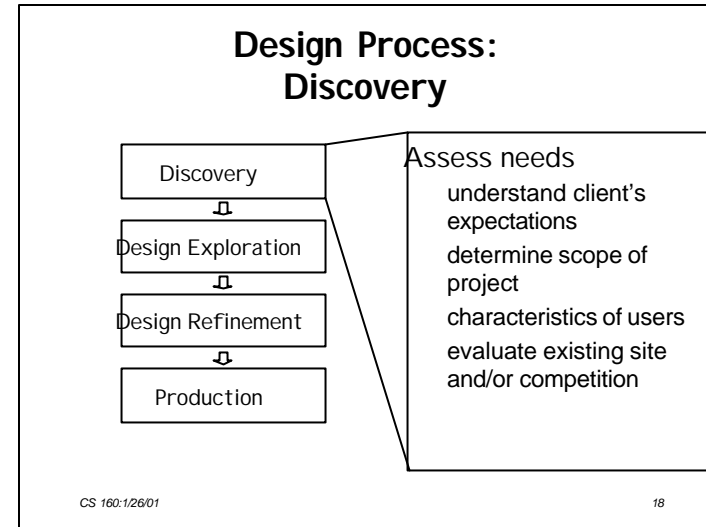 Design Process:
Discovery
Discovery
Design Exploration
Design Refinement
Production
Assess needs
understand client's
expectations
determine scope of
project
characteristics of users
evaluate existing site
and/or competition
CS 160:1/26/01
18